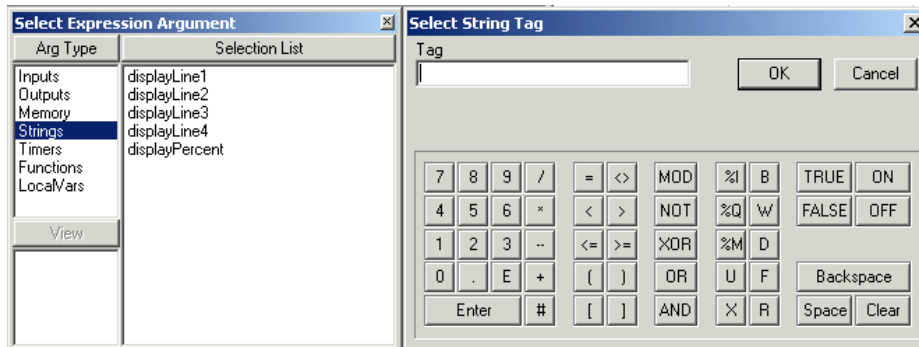 Select Expression Argument
Arg Type Selection List
Inputs
Outputs
Memory
Strings
Timers
Functions
LocalVars
View
displayLine1
displayLine2
displayLine3
displayLine4
displayPercent
Select String Tag
Tag
OK Cancel
7 8 9 / = <> MOD %I B TRUE ON
4 5 6 * < > NOT %Q W FALSE OFF
1 2 3 -- <= >= XOR %M D
0 . E + ( ) OR U F Backspace
Enter # [ ] AND X R Space Clear